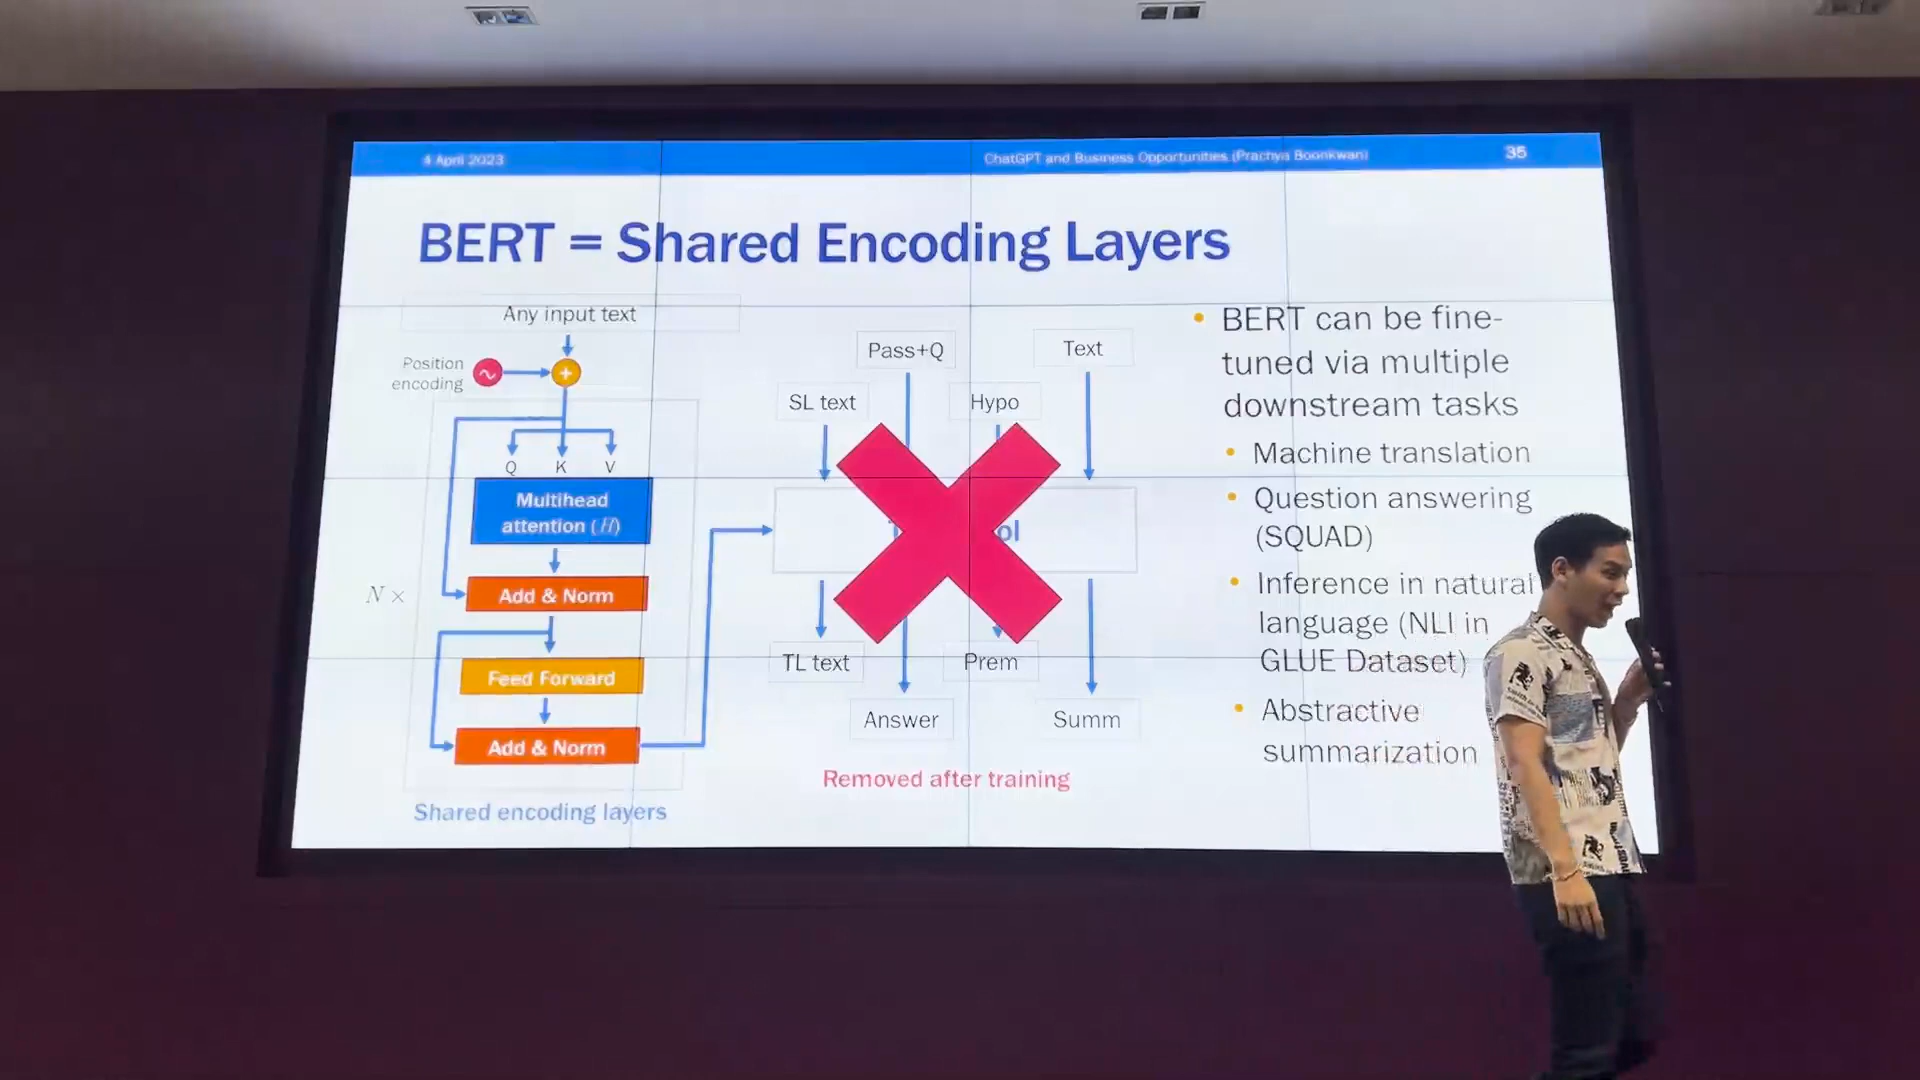 4 April 2023
ChatGPT and Business Opportunities (Prachya Boonkwan)
35
BERT = Shared Encoding Layers
Any input text
Position
encoding
Q K V
Multihead
attention (H)
Add & Norm
N ×
Feed Forward
Add & Norm
Shared encoding layers
Pass+Q
Text
SL text
Hypo
ol
TL text
Prem
Answer
Summ
Removed after training
• BERT can be fine-
tuned via multiple
downstream tasks
• Machine translation
• Question answering
(SQUAD)
• Inference in natural
language (NLI in
GLUE Dataset)
• Abstractive
summarization